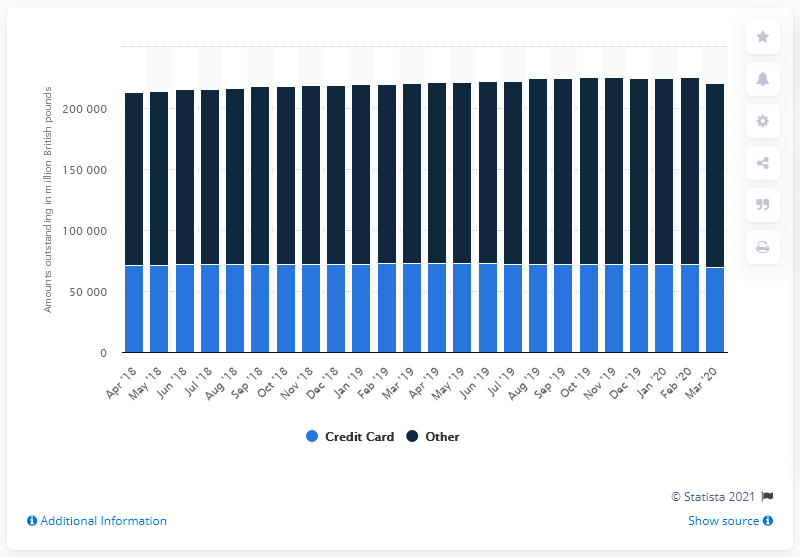 Amounts outstanding in million British pounds
200 000
150 000
100 000
50 000
0
Apr '18
May '18
Jun '18
Jul '18
Aug '18
Sep '18
Oct '18
Nov '18
Dec '18
Jan '19
Feb '19
Mar '19
Apr '19
May '19
Jun '19
Jul '19
Aug '19
Sep '19
Oct '19
Nov '19
Dec '19
Jan '20
Feb '20
Mar '20
Credit Card Other
© Statista 2021
Additional Information Show source